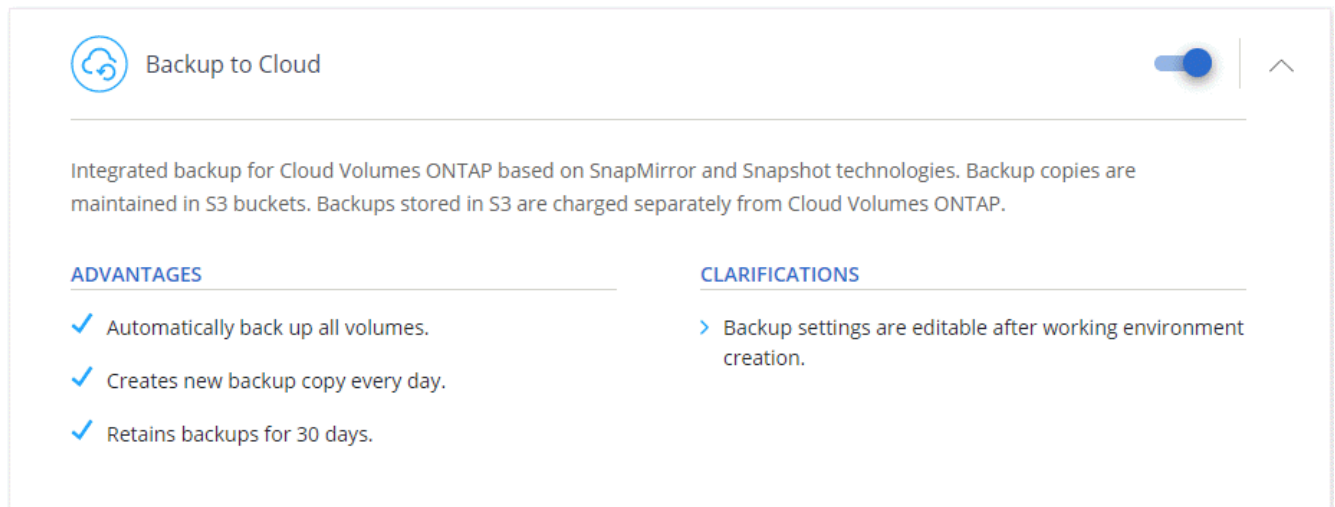 Backup to Cloud
Integrated backup for Cloud Volumes ONTAP based on SnapMirror and Snapshot technologies. Backup copies are
maintained in S3 buckets. Backups stored in S3 are charged separately from Cloud Volumes ONTAP.
ADVANTAGES
Automatically back up all volumes.
Creates new backup copy every day.
Retains backups for 30 days.
CLARIFICATIONS
Backup settings are editable after working environment
creation.